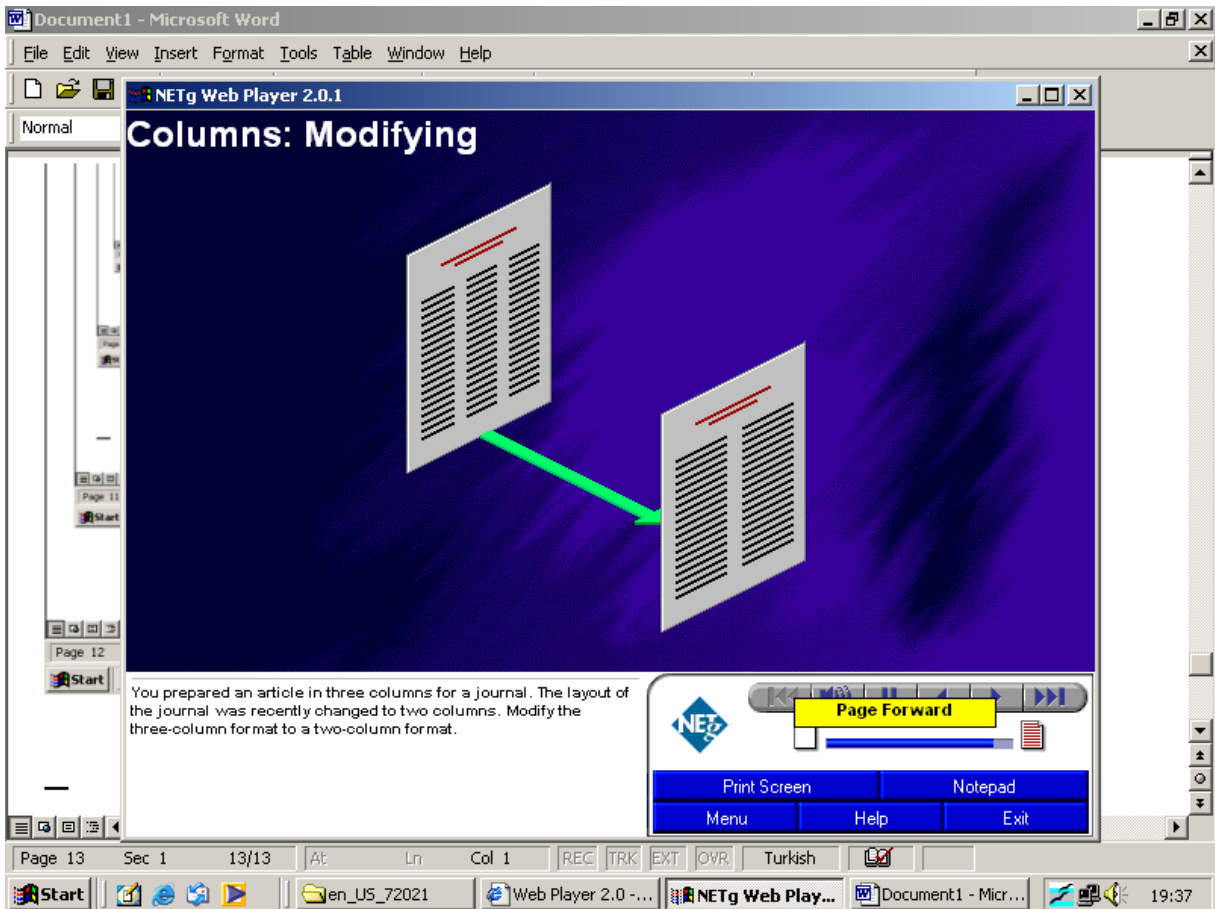 Document1 - Microsoft Word
File Edit View Insert Format Tools Table Window Help
NETg Web Player 2.0.1
Normal
Columns: Modifying
Page
Page 11
Start
Page 12
Start
You prepared an article in three columns for a journal. The layout of
the journal was recently changed to two columns. Modify the
three-column format to a two-column format.
NETg
Page Forward
Print Screen Notepad
Menu Help Exit
Page 13 Sec 1 13/13 At Ln Col 1 REC TRK EXT OVR Turkish
Start en_US_72021 Web Player 2.0 -... NETg Web Play... Document1 - Micr... 19:37